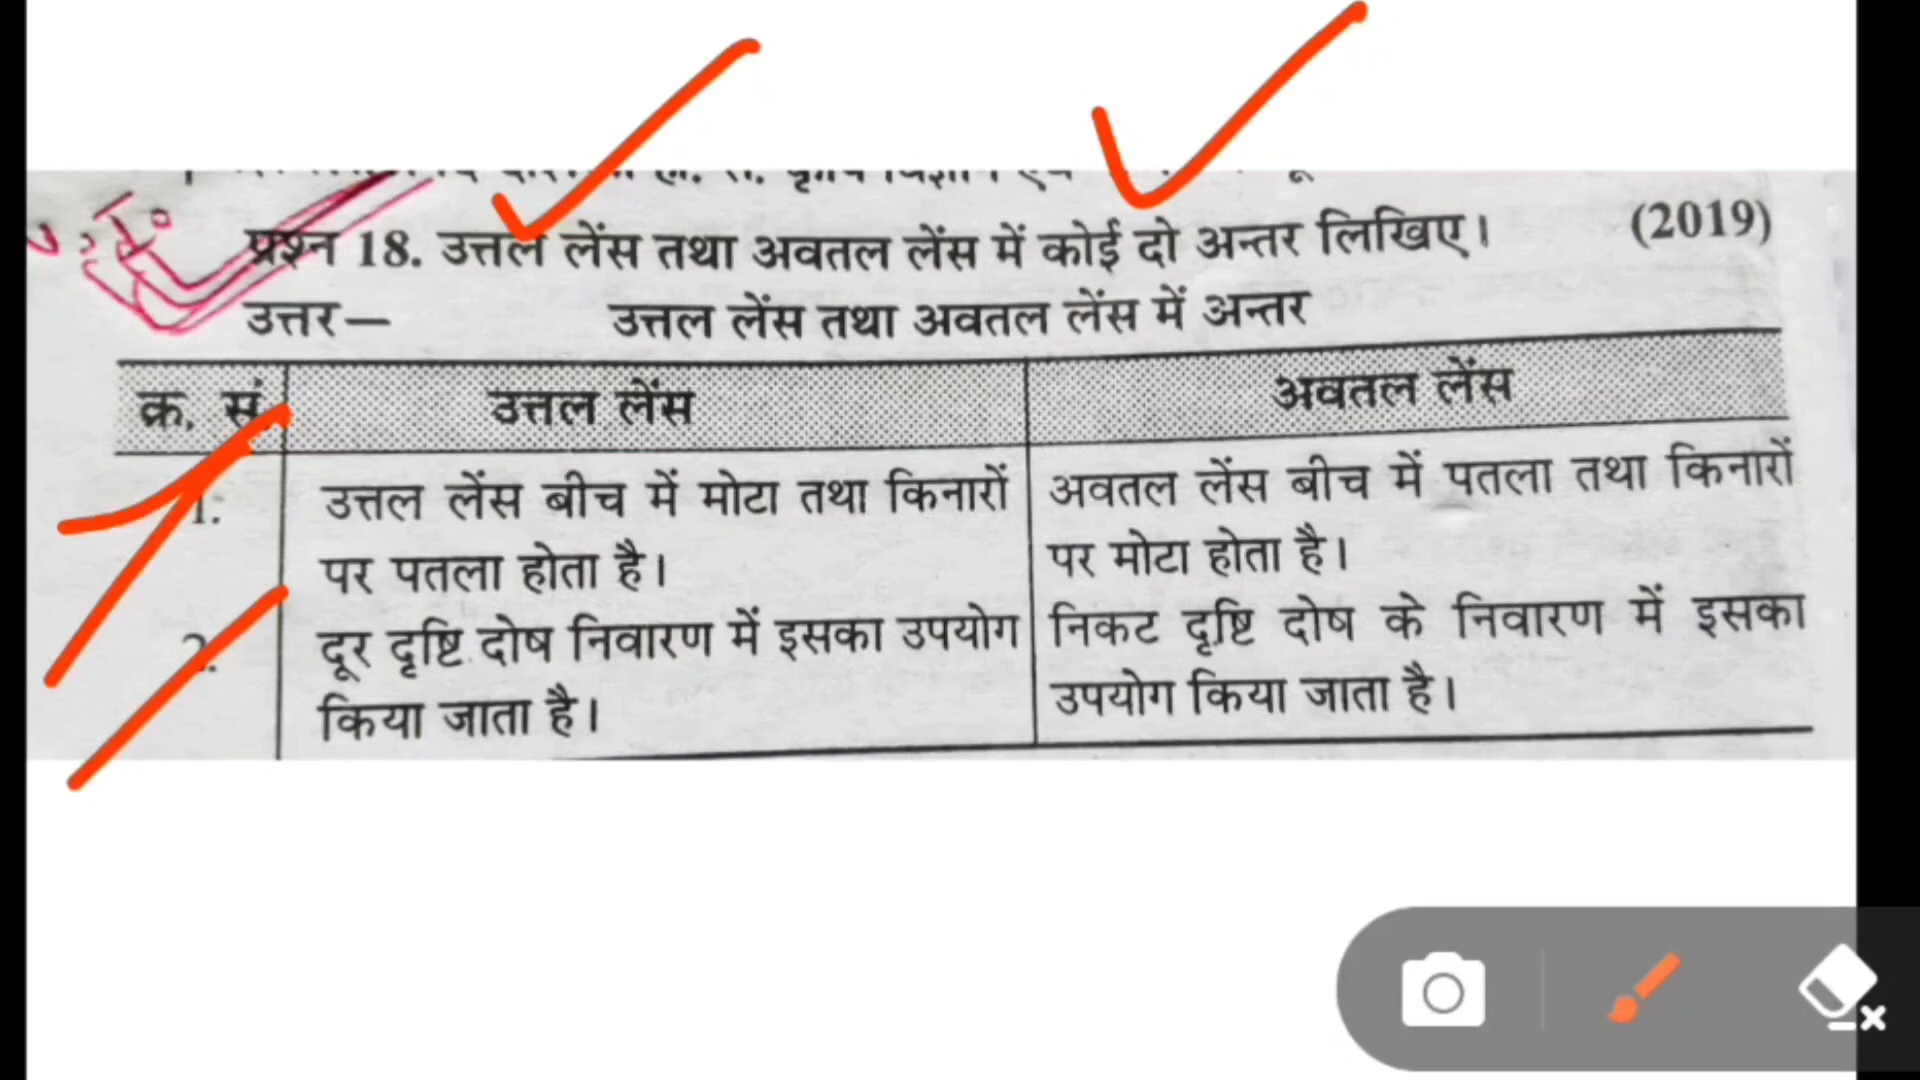 प्रश्न 18. उत्तल लेंस तथा अवतल लेंस में कोई दो अन्तर लिखिए। (2019)
उत्तर— उत्तल लेंस तथा अवतल लेंस में अन्तर
क्र. सं. उत्तल लेंस अवतल लेंस
1. उत्तल लेंस बीच में मोटा तथा किनारों अवतल लेंस बीच में पतला तथा किनारों
पर पतला होता है। पर मोटा होता है।
2. दूर दृष्टि दोष निवारण में इसका उपयोग निकट दृष्टि दोष के निवारण में इसका
किया जाता है। उपयोग किया जाता है।